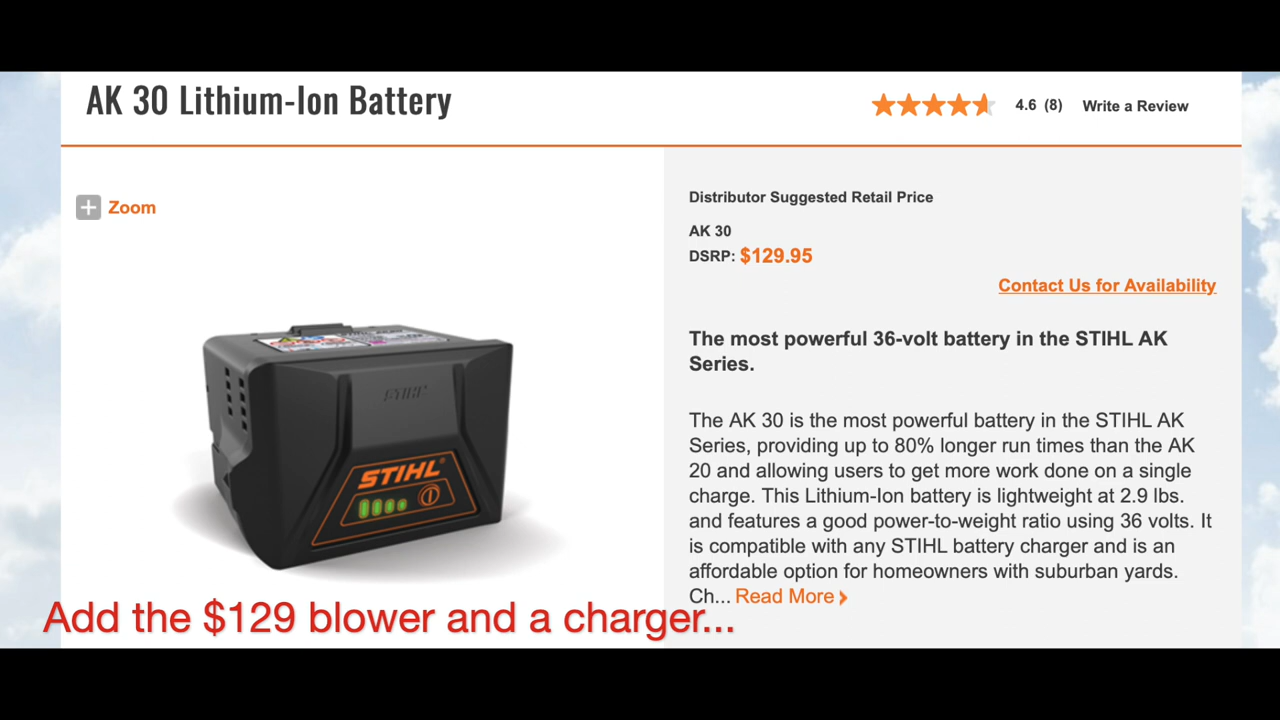 AK 30 Lithium-Ion Battery
4.6 (8) Write a Review
Zoom
Distributor Suggested Retail Price
AK 30
DSRP: $129.95
Contact Us for Availability
The most powerful 36-volt battery in the STIHL AK
Series.
The AK 30 is the most powerful battery in the STIHL AK
Series, providing up to 80% longer run times than the AK
20 and allowing users to get more work done on a single
charge. This Lithium-Ion battery is lightweight at 2.9 lbs.
and features a good power-to-weight ratio using 36 volts. It
is compatible with any STIHL battery charger and is an
affordable option for homeowners with suburban yards.
Ch... Read More
STIHL
STIHL®
Add the $129 blower and a charger...